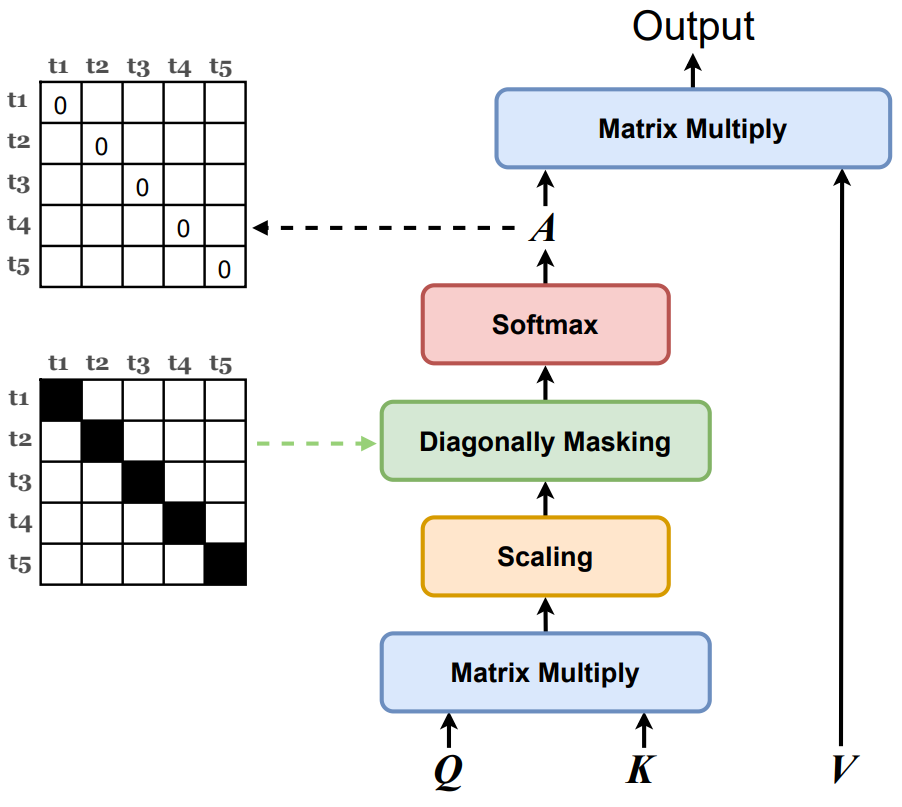 Output
Matrix Multiply
A
Softmax
Diagonally Masking
Scaling
Matrix Multiply
Q K V
t1 t2 t3 t4 t5
t1 0
t2 0
t3 0
t4 0
t5 0
t1 t2 t3 t4 t5
t1
t2
t3
t4
t5